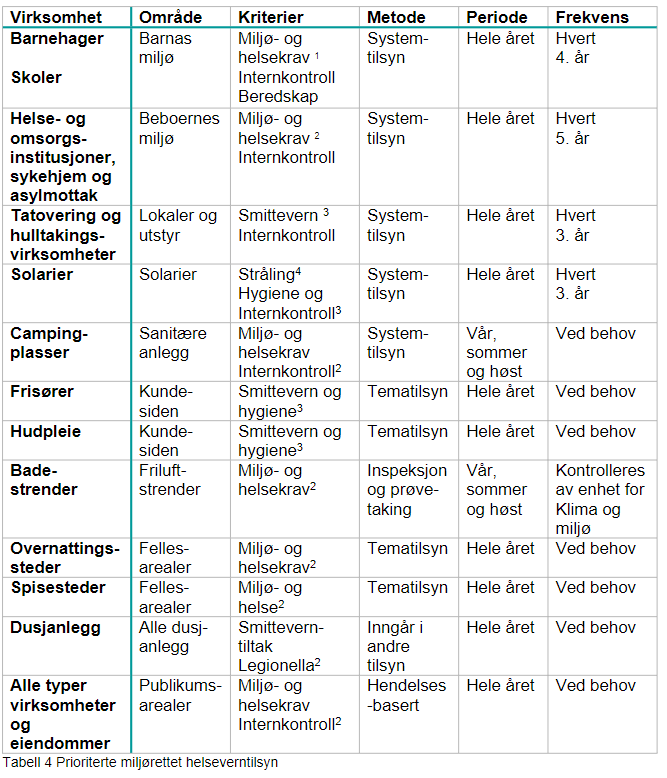 Virksomhet Område Kriterier Metode Periode Frekvens
Barnehager Barnas Miljø- og System- Hele året Hvert
miljø helsekrav ¹ tilsyn 4. år
Skoler Internkontroll
Beredskap
Helse- og Beboernes Miljø- og System- Hele året Hvert
omsorgs- miljø helsekrav ² tilsyn 5. år
institusjoner, Internkontroll
sykehjem og
asylmottak
Tatovering og Lokaler og Smittevern ³ System- Hele året Hvert
hulltakings- utstyr Internkontroll tilsyn 3. år
virksomheter
Solarier Solarier Stråling⁴ System- Hele året Hvert
Hygiene og tilsyn 3. år
Internkontroll³
Camping- Sanitære Miljø- og System- Vår, Ved behov
plasser anlegg helsekrav tilsyn sommer
Internkontroll² og høst
Frisører Kunde- Smittevern og Tematilsyn Hele året Ved behov
siden hygiene³
Hudpleie Kunde- Smittevern og Tematilsyn Hele året Ved behov
siden hygiene³
Bade- Friluft- Miljø- og Inspeksjon Vår, Kontrolleres
strender strender helsekrav² og prøve- sommer av enhet for
taking og høst Klima og
miljø
Overnattings- Felles- Miljø- og Tematilsyn Hele året Ved behov
steder arealer helsekrav²
Spisesteder Felles- Miljø- og Tematilsyn Hele året Ved behov
arealer helse²
Dusjanlegg Alle dusj- Smittevern- Inngår i Hele året Ved behov
anlegg tiltak andre
Legionella² tilsyn
Alle typer Publikums- Miljø- og Hendelses Hele året Ved behov
virksomheter arealer helsekrav -basert
og Internkontroll²
eiendommer
Tabell 4 Prioriterte miljørettet helseverntilsyn